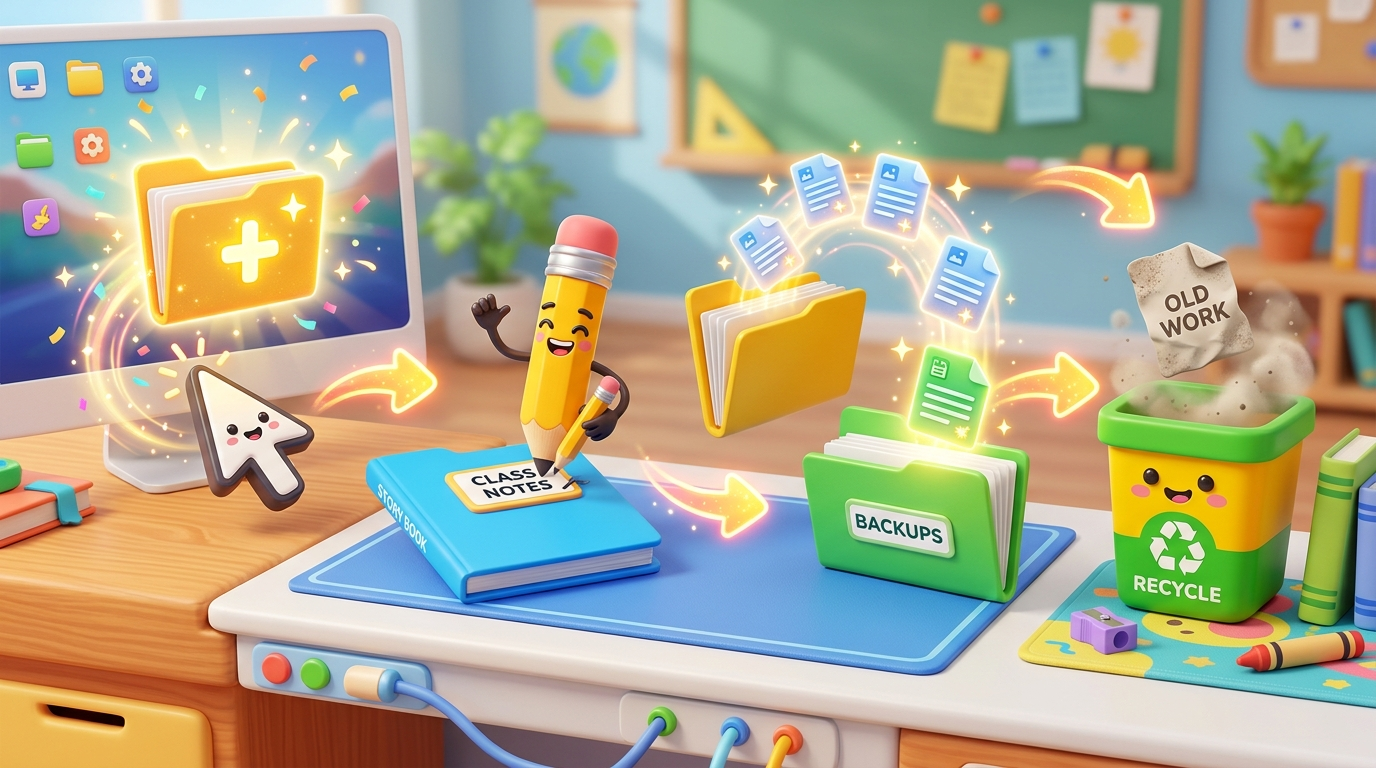 CLASS
NOTES
STORY BOOK
BACKUPS
OLD
WORK
RECYCLE